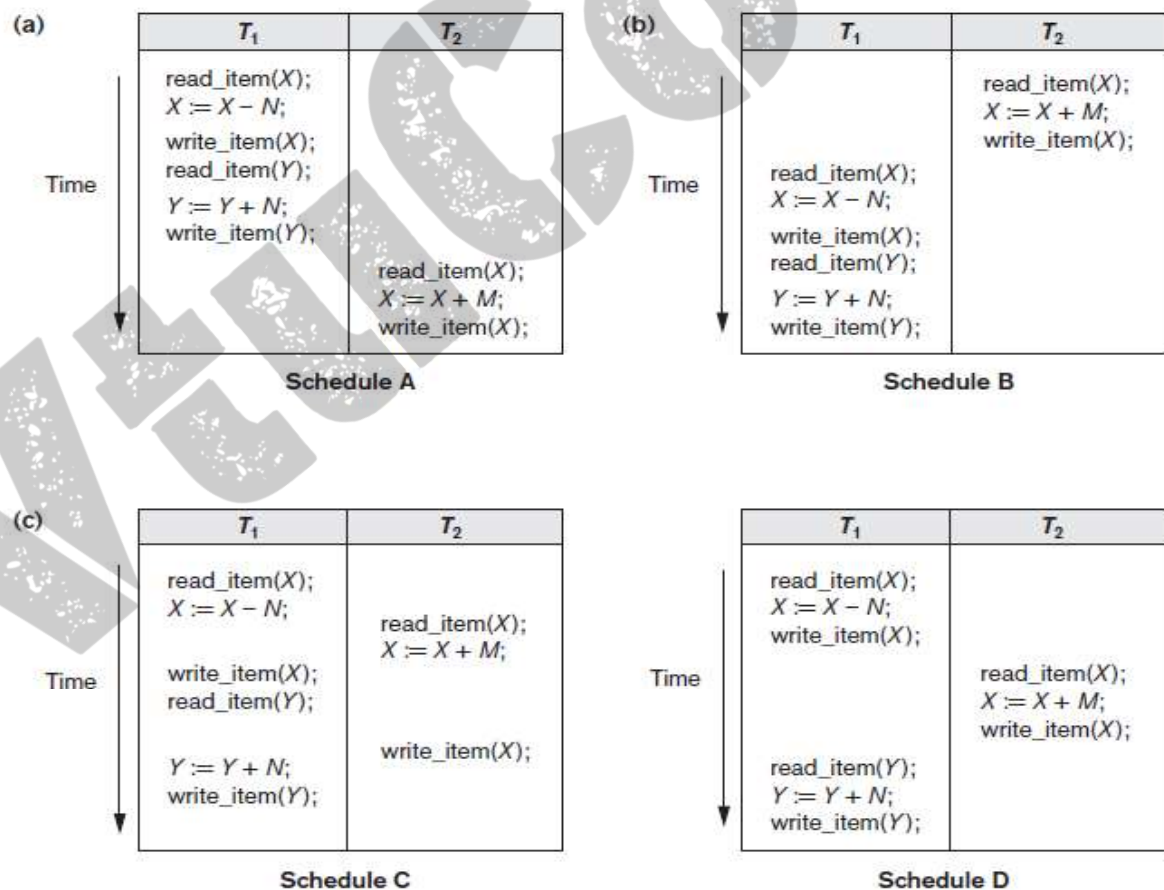 (a)
T1 T2
read_item(X);
X := X – N;
write_item(X);
read_item(Y);
Time
Y := Y + N;
write_item(Y);
read_item(X);
X := X + M;
write_item(X);
Schedule A
(b)
T1 T2
read_item(X);
X := X + M;
write_item(X);
Time
read_item(X);
X := X – N;
write_item(X);
read_item(Y);
Y := Y + N;
write_item(Y);
Schedule B
(c)
T1 T2
read_item(X);
X := X – N;
read_item(X);
X := X + M;
Time
write_item(X);
read_item(Y);
write_item(X);
Y := Y + N;
write_item(Y);
Schedule C
T1 T2
read_item(X);
X := X – N;
write_item(X);
Time
read_item(X);
X := X + M;
write_item(X);
read_item(Y);
Y := Y + N;
write_item(Y);
Schedule D